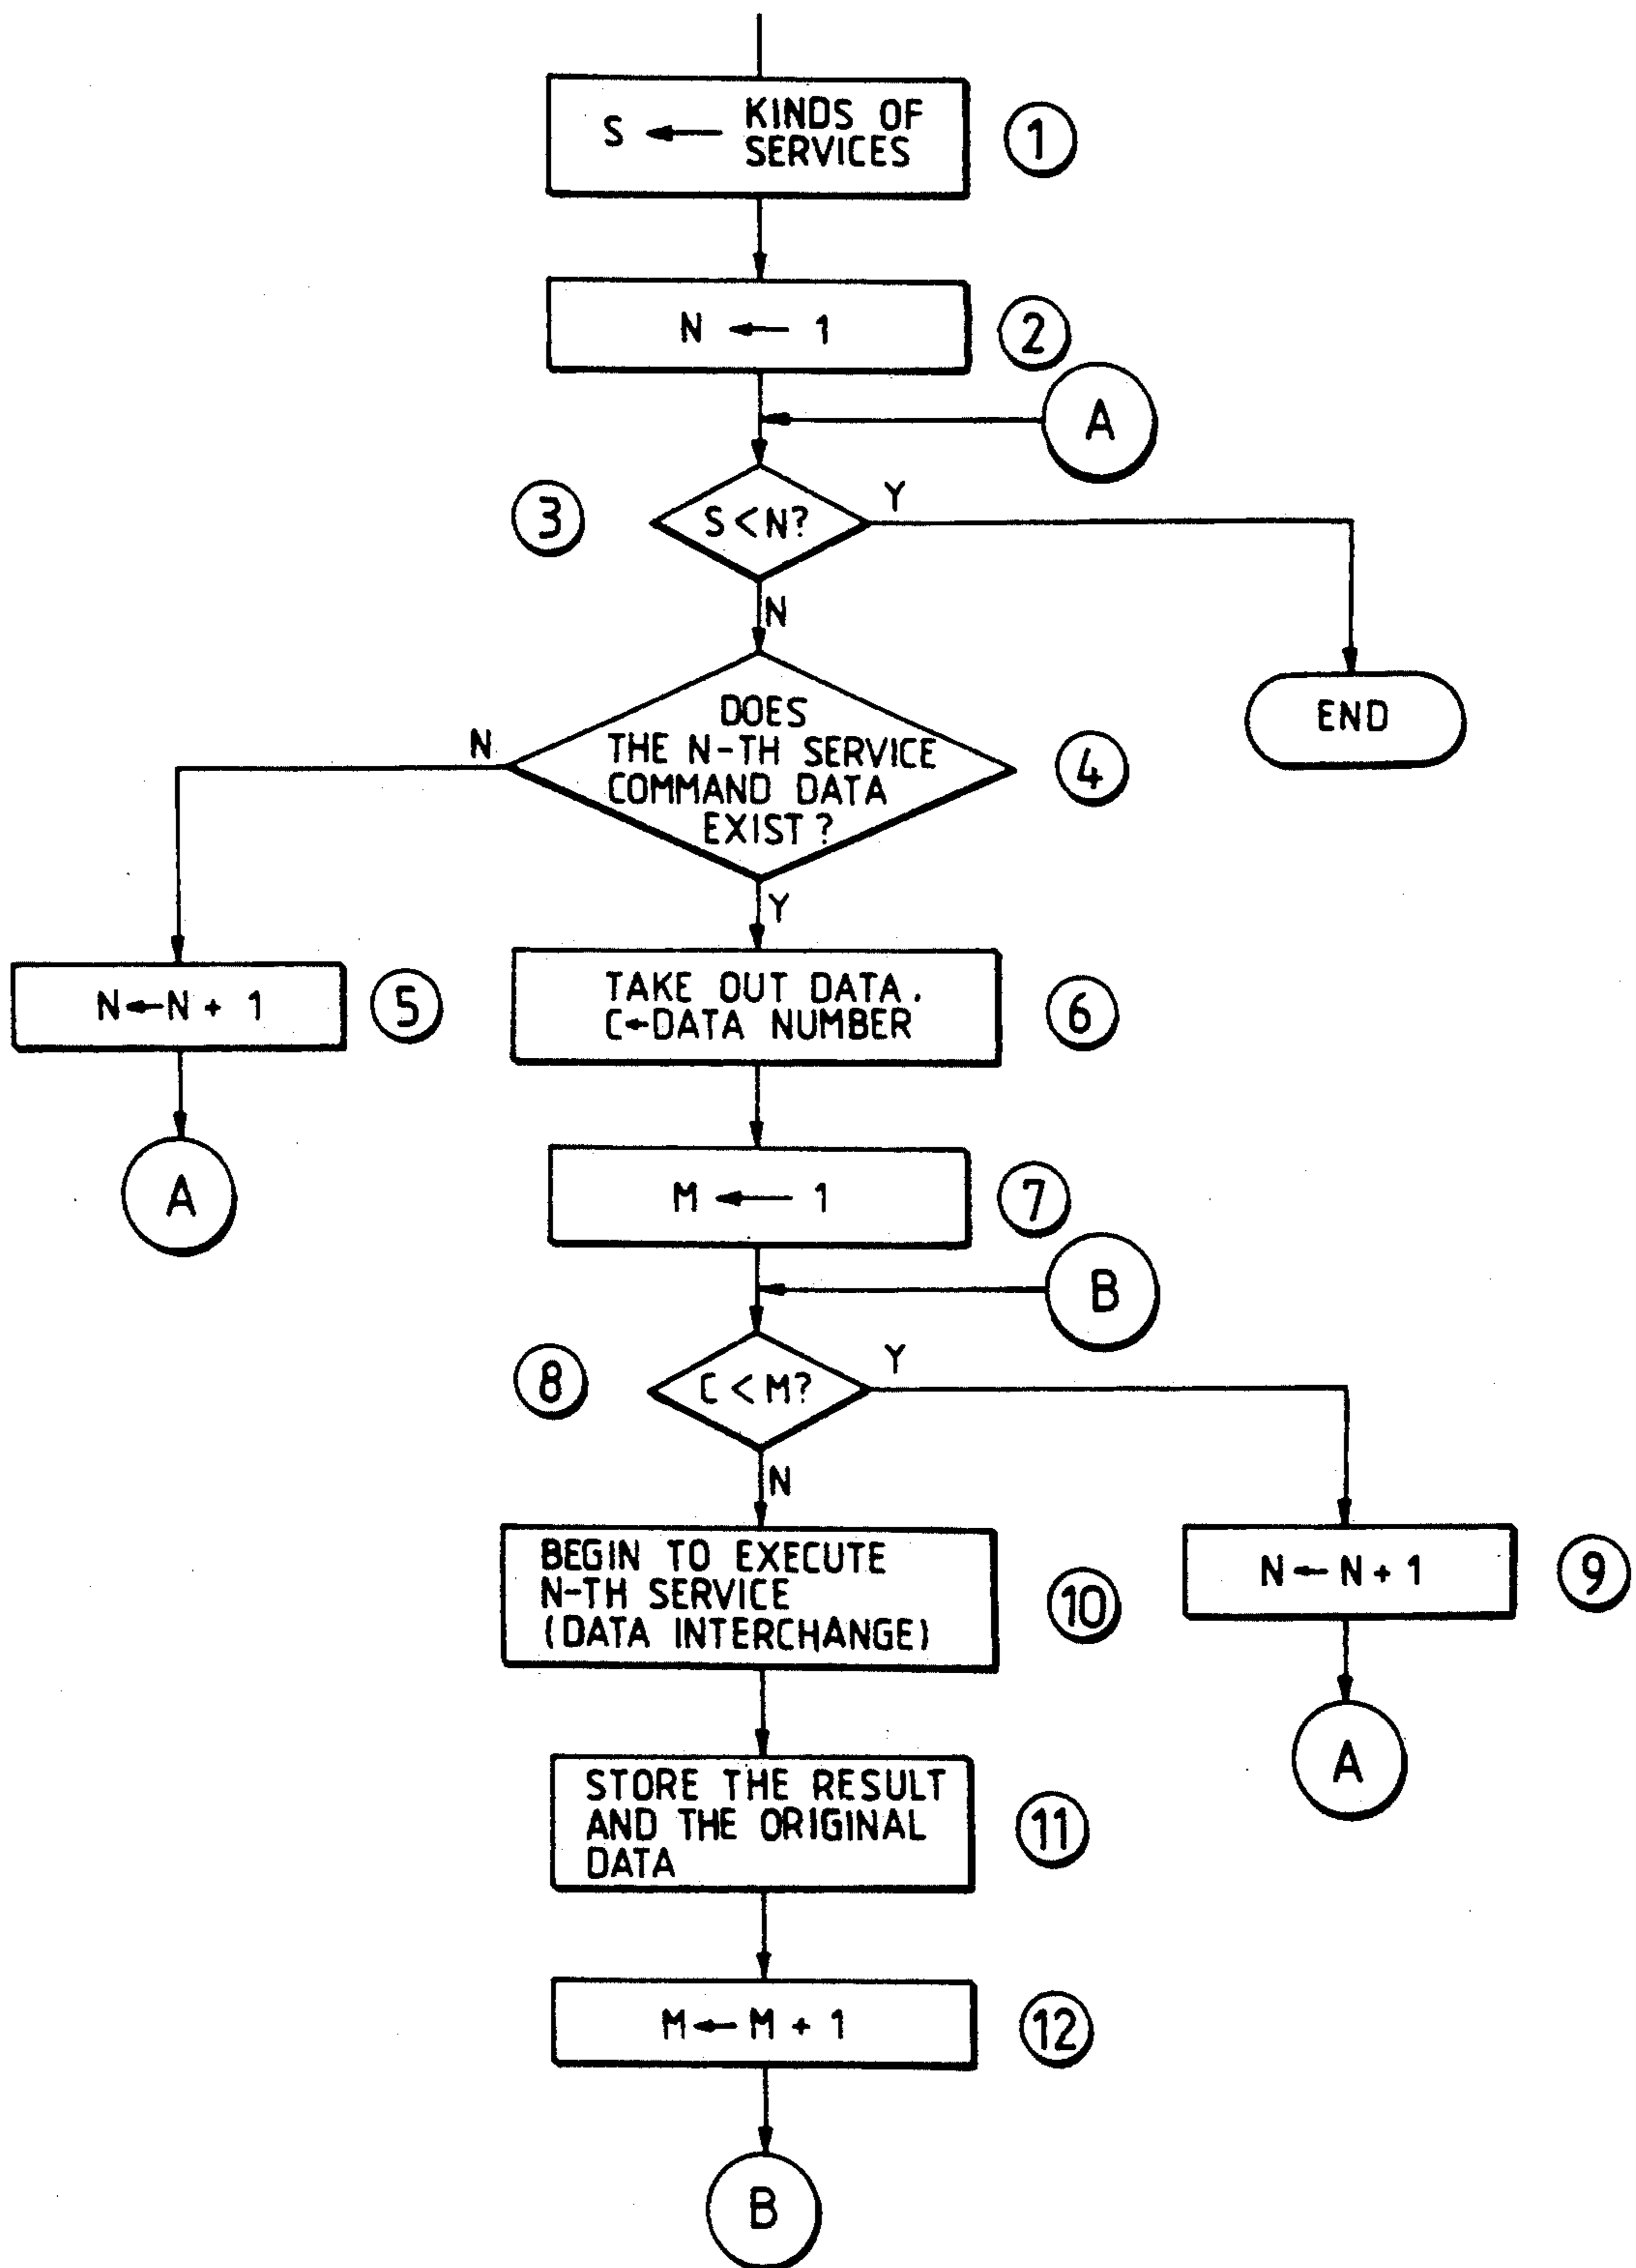 S ← KINDS OF
SERVICES
1
N ← 1
2
A
3
S < N?
Y
N
END
DOES
THE N-TH SERVICE
COMMAND DATA
EXIST?
4
N
Y
N ← N + 1
5
TAKE OUT DATA.
C ← DATA NUMBER
6
A
M ← 1
7
B
8
C < M?
Y
N
BEGIN TO EXECUTE
N-TH SERVICE
(DATA INTERCHANGE)
10
N ← N + 1
9
A
STORE THE RESULT
AND THE ORIGINAL
DATA
11
M ← M + 1
12
B